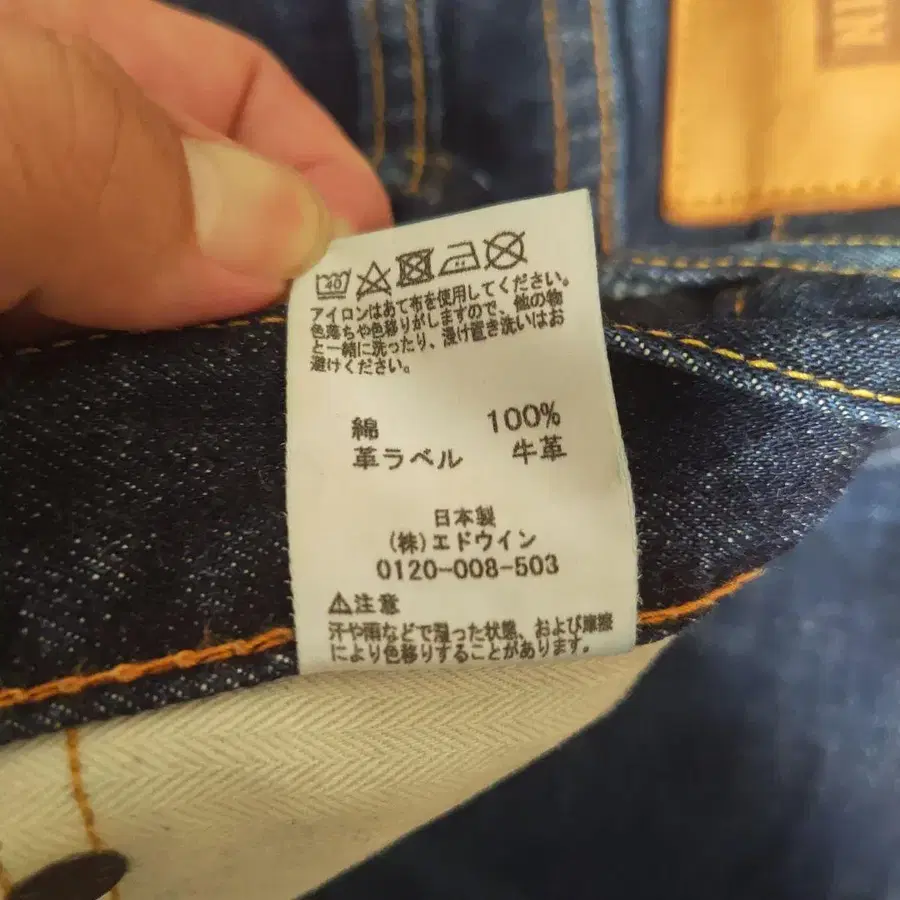 40
アイロンはあて布を使用してください。
色落ちや色移りがしますので、他の物
と一緒に洗ったり、浸け置き洗いはお
避けください。
綿 100%
革ラベル 牛革
日本製
(株)エドウイン
0120-008-503
⚠注意
汗や雨などで湿った状態、および摩擦
により色移りすることがあります。